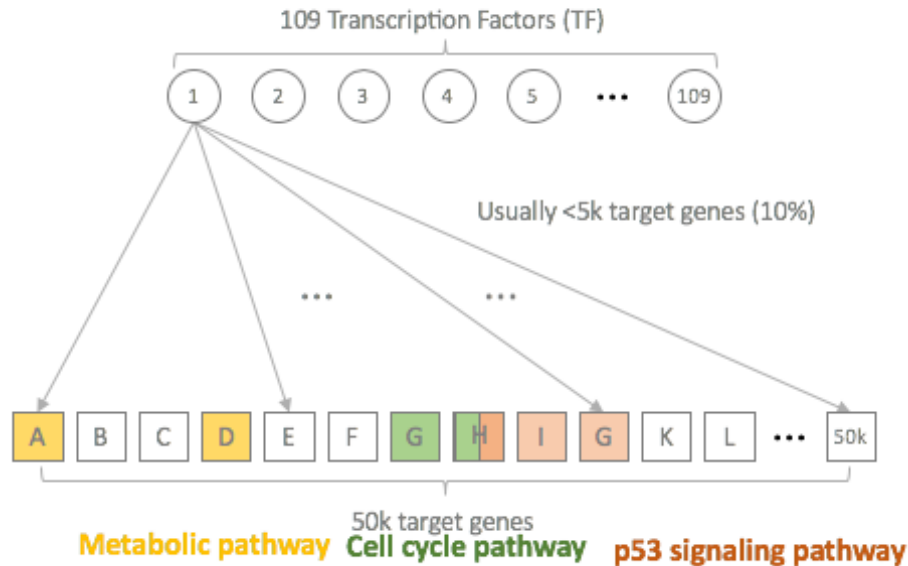 109 Transcription Factors (TF)
1 2 3 4 5 ••• 109
Usually <5k target genes (10%)
••• •••
A B C D E F G H I G K L ••• 50k
50k target genes
Metabolic pathway Cell cycle pathway p53 signaling pathway